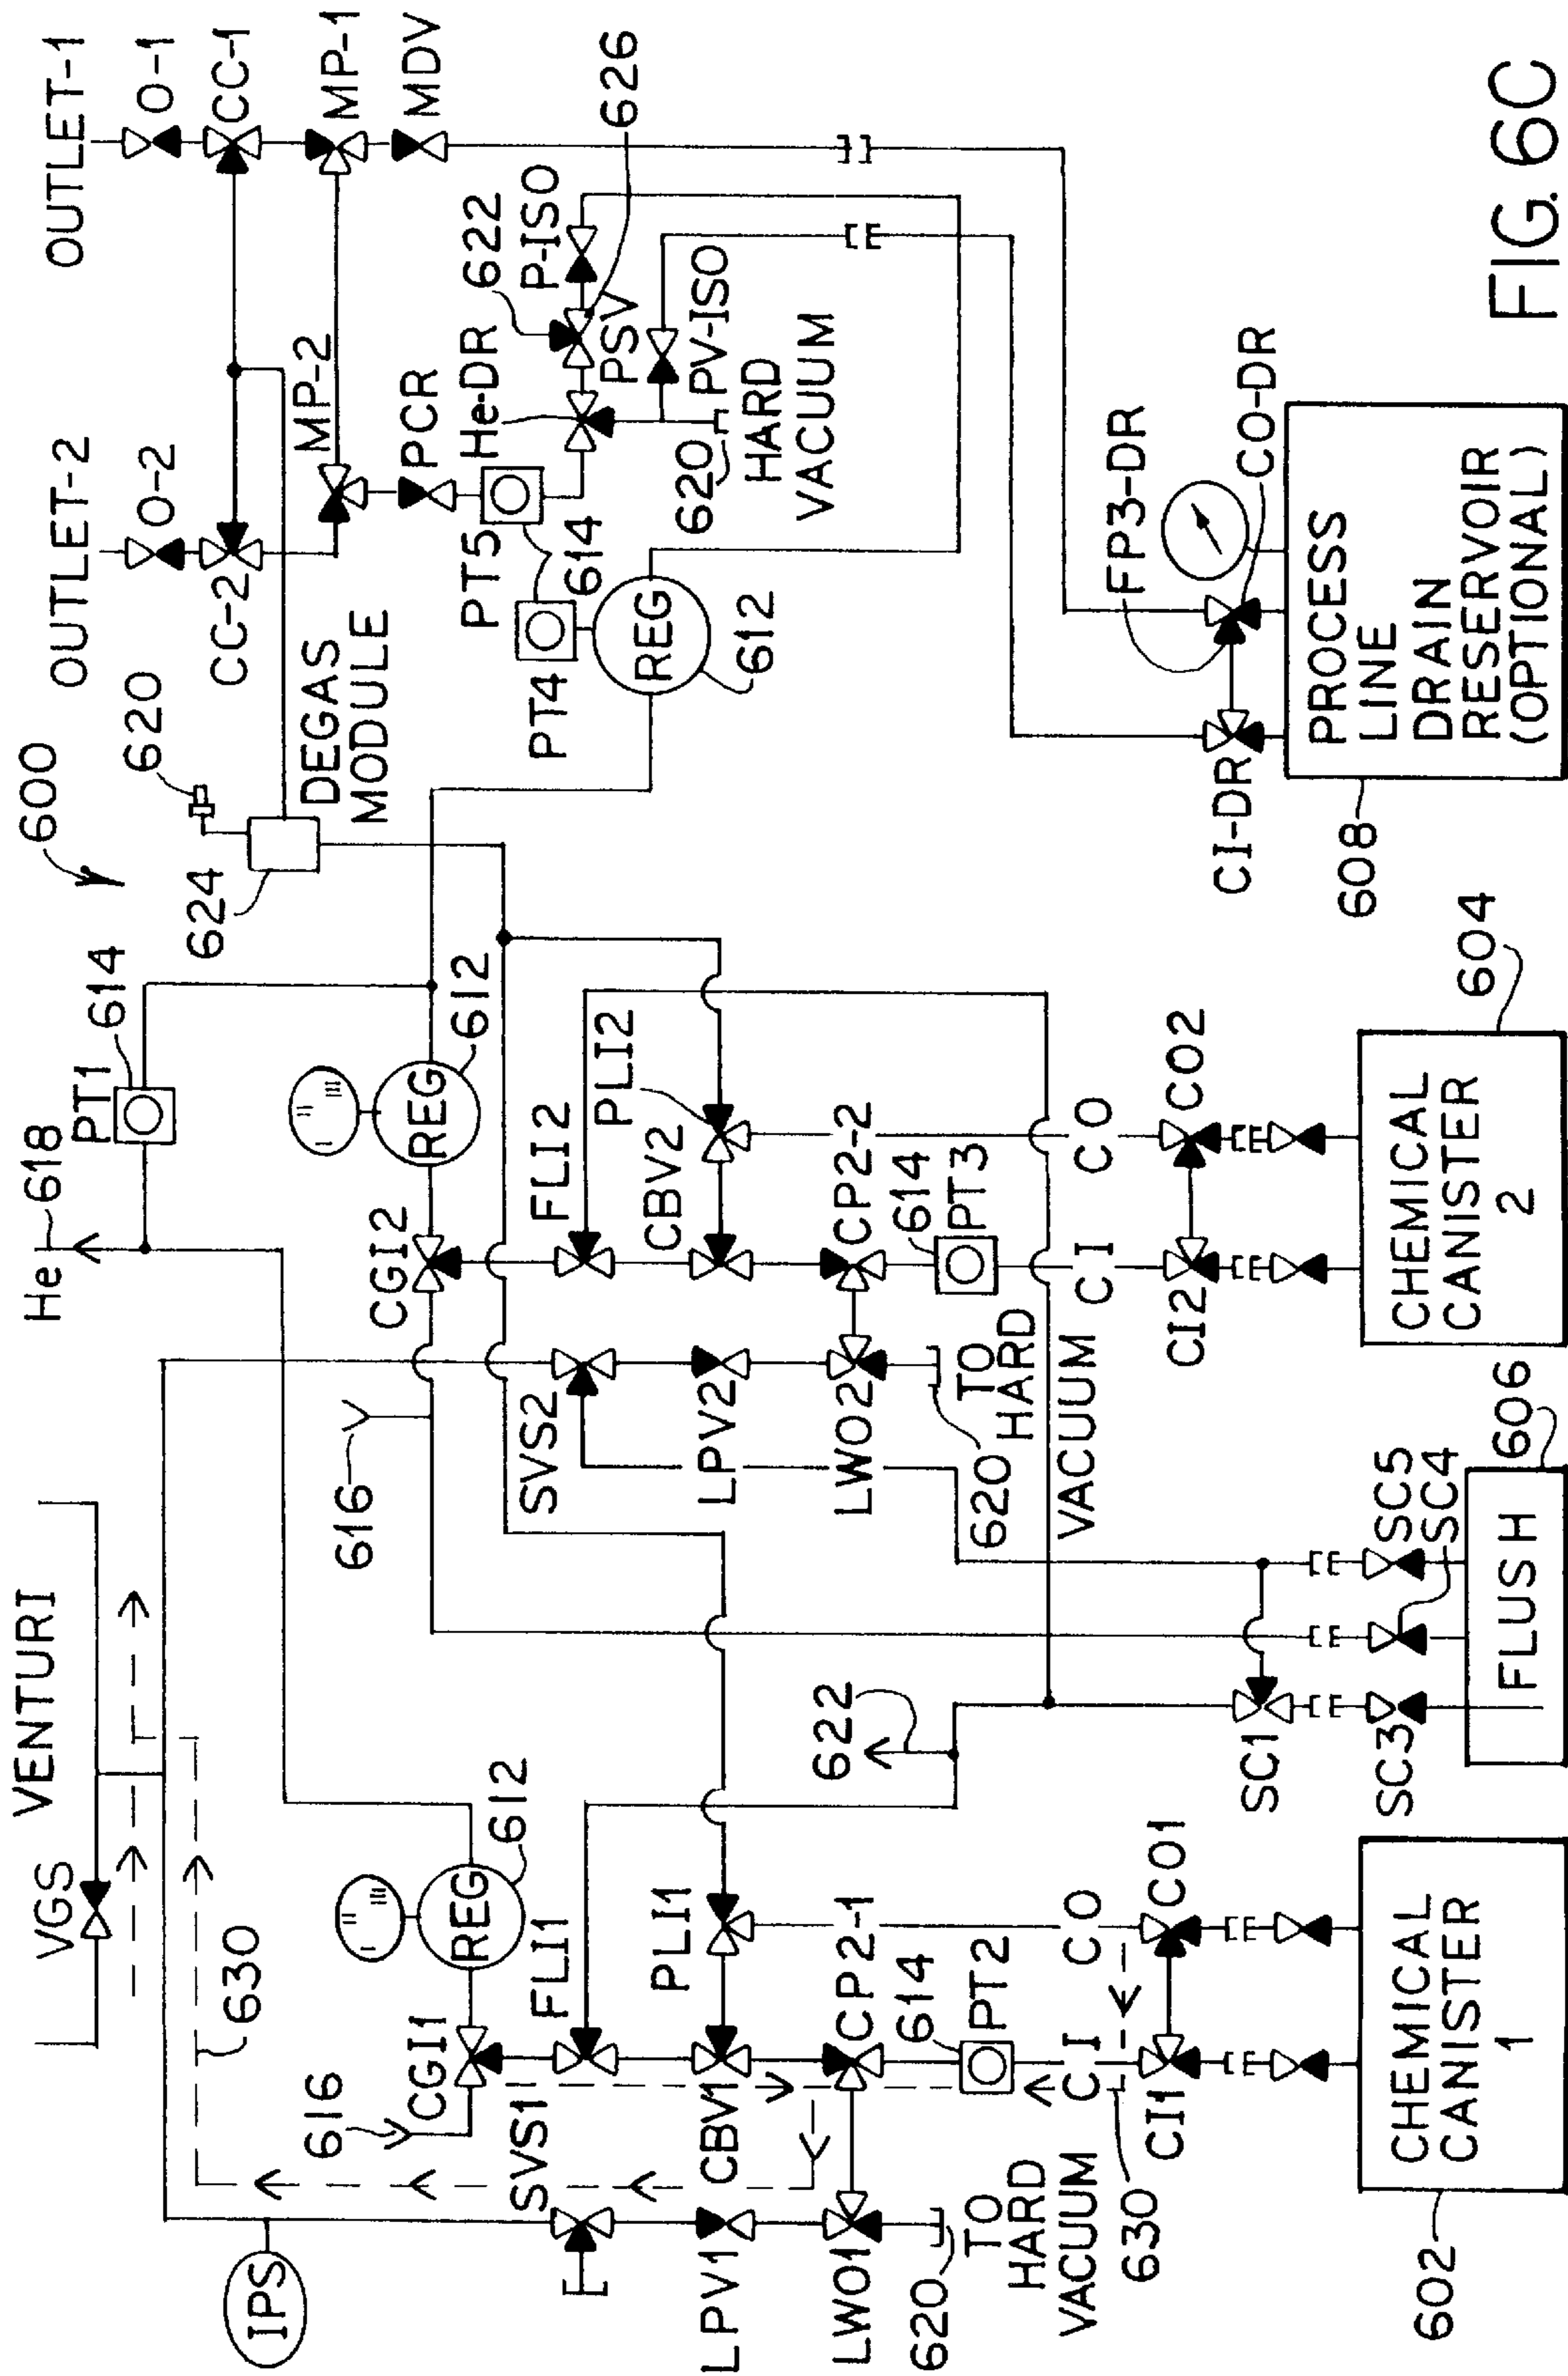 FIG. 6C
600
VENTURI
VGS
630
IPS
616
CGI1
REG
612
FLI1
SVS1
PLI1
CBV1
LPV1
CP2-1
LWO1
614
PT2
620
TO
HARD
VACUUM
630
CI
CO
CI1
CO1
CHEMICAL
CANISTER
1
602
622
SC1
SC3
SC5
SC4
FLUSH
606
He
618
PT1
614
616
CGI2
REG
612
FLI2
SVS2
PLI2
CBV2
LPV2
CP2-2
LWO2
614
PT3
620
TO
HARD
VACUUM
CI
CO
CI2
CO2
CHEMICAL
CANISTER
2
604
620
624
DEGAS
MODULE
OUTLET-2
O-2
CC-2
MP-2
OUTLET-1
O-1
CC-1
MP-1
MDV
PCR
PT5
614
PT4
REG
612
He-DR
622
P-ISO
PSV
626
PV-ISO
620
HARD
VACUUM
FP3-DR
CO-DR
CI-DR
608
PROCESS
LINE
DRAIN
RESERVOIR
(OPTIONAL)